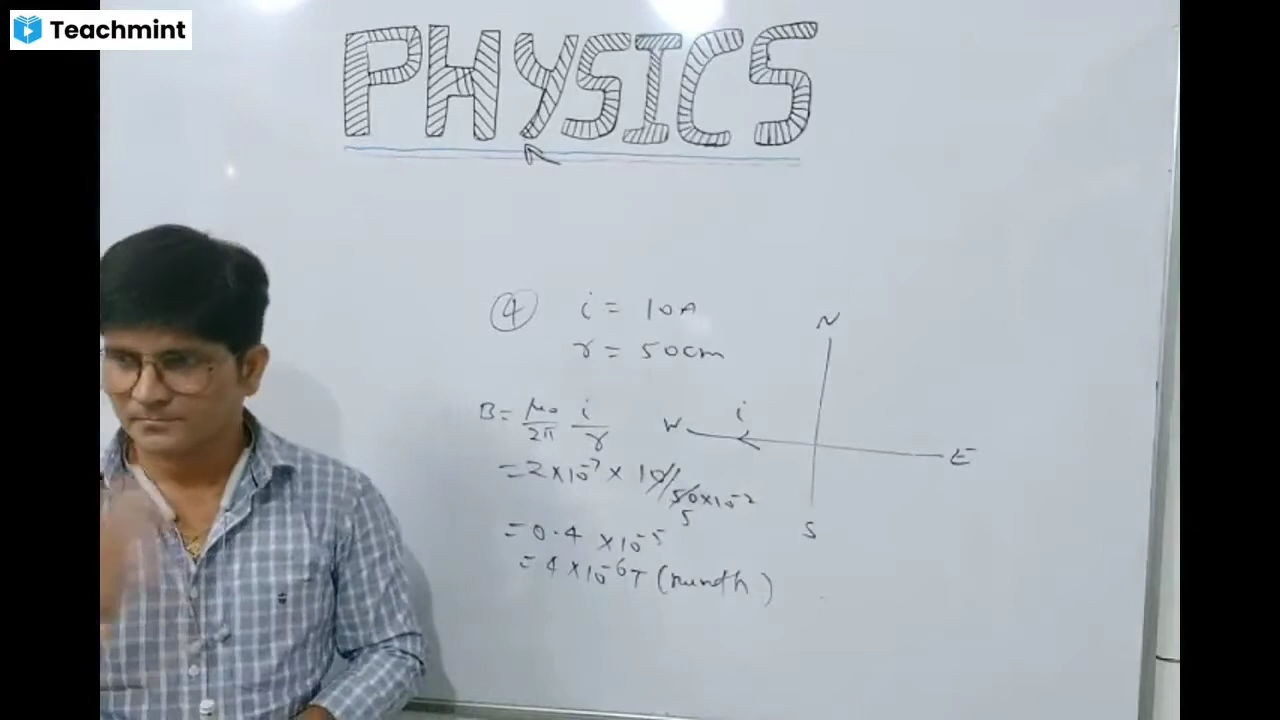 Teachmint
PHYSICS
④ i = 10A
r = 50cm
N
B = μ₀/2π i/r
W i E
= 2×10⁻⁷ × 10/50×10⁻²
5
S
= 0.4 ×10⁻⁵
= 4×10⁻⁶T